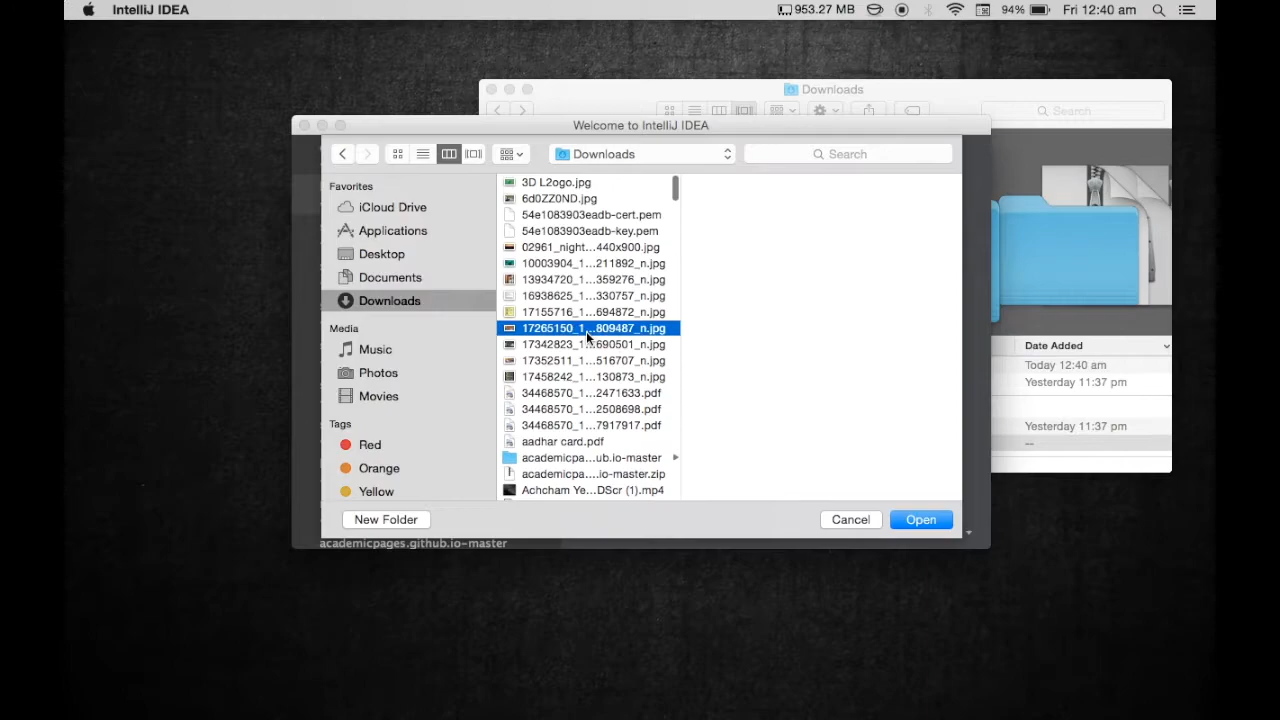 IntelliJ IDEA
953.27 MB
94%
Fri 12:40 am
Downloads
Search
Welcome to IntelliJ IDEA
Downloads
Search
Favorites
iCloud Drive
Applications
Desktop
Documents
Downloads
Media
Music
Photos
Movies
Tags
Red
Orange
Yellow
3D L2ogo.jpg
6d0ZZ0ND.jpg
54e1083903eadb-cert.pem
54e1083903eadb-key.pem
02961_night...440x900.jpg
10003904_1...211892_n.jpg
13934720_1...359276_n.jpg
16938625_1...330757_n.jpg
17155716_1...694872_n.jpg
17265150_1...809487_n.jpg
17342823_1...690501_n.jpg
17352511_1...516707_n.jpg
17458242_1...130873_n.jpg
34468570_1...2471633.pdf
34468570_1...2508698.pdf
34468570_1...7917917.pdf
aadhar card.pdf
academicpa...ub.io-master
academicpa....io-master.zip
Achcham Ye...DScr (1).mp4
Date Added
Today 12:40 am
Yesterday 11:37 pm
Yesterday 11:37 pm
--
New Folder
Cancel
Open
academicpages.github.io-master